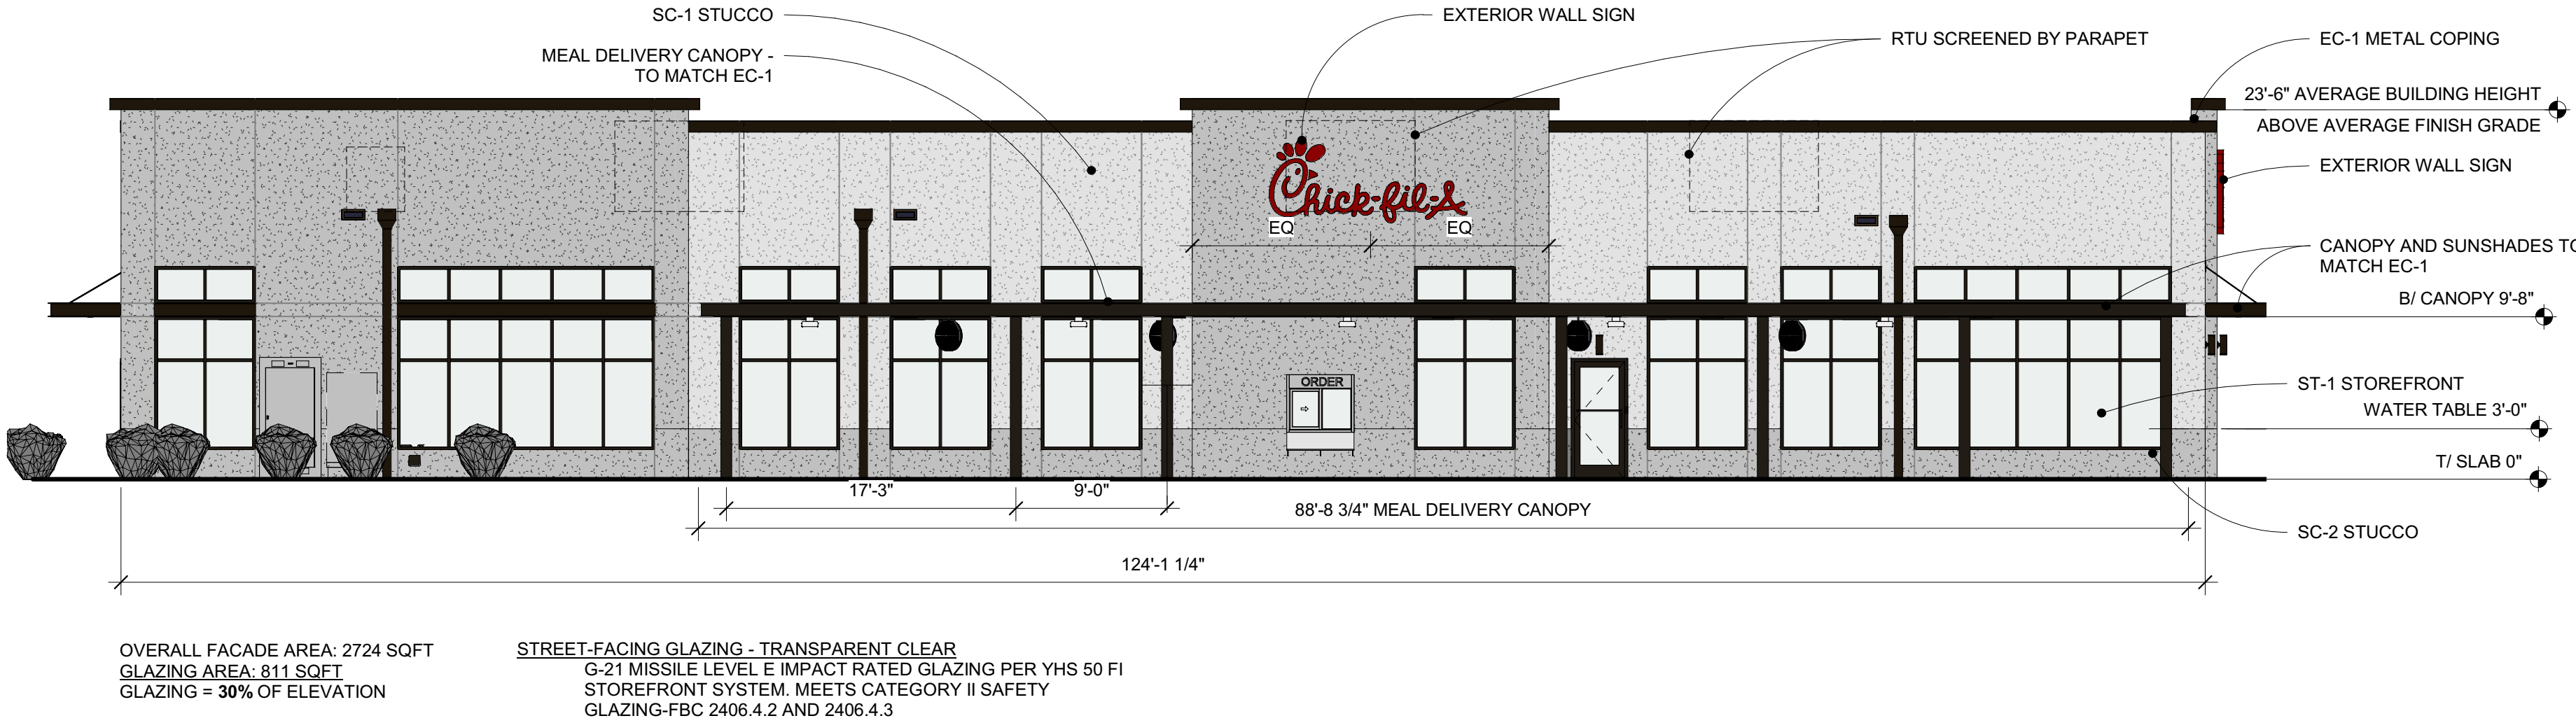 SC-1 STUCCO
MEAL DELIVERY CANOPY -
TO MATCH EC-1
EXTERIOR WALL SIGN
RTU SCREENED BY PARAPET
EC-1 METAL COPING
23'-6" AVERAGE BUILDING HEIGHT
ABOVE AVERAGE FINISH GRADE
EXTERIOR WALL SIGN
Chick-fil-A
EQ
EQ
CANOPY AND SUNSHADES TO
MATCH EC-1
B/ CANOPY 9'-8"
ORDER
ST-1 STOREFRONT
WATER TABLE 3'-0"
T/ SLAB 0"
17'-3"
9'-0"
88'-8 3/4" MEAL DELIVERY CANOPY
SC-2 STUCCO
124'-1 1/4"
OVERALL FACADE AREA: 2724 SQFT
GLAZING AREA: 811 SQFT
GLAZING = 30% OF ELEVATION
STREET-FACING GLAZING - TRANSPARENT CLEAR
G-21 MISSILE LEVEL E IMPACT RATED GLAZING PER YHS 50 FI
STOREFRONT SYSTEM. MEETS CATEGORY II SAFETY
GLAZING-FBC 2406.4.2 AND 2406.4.3